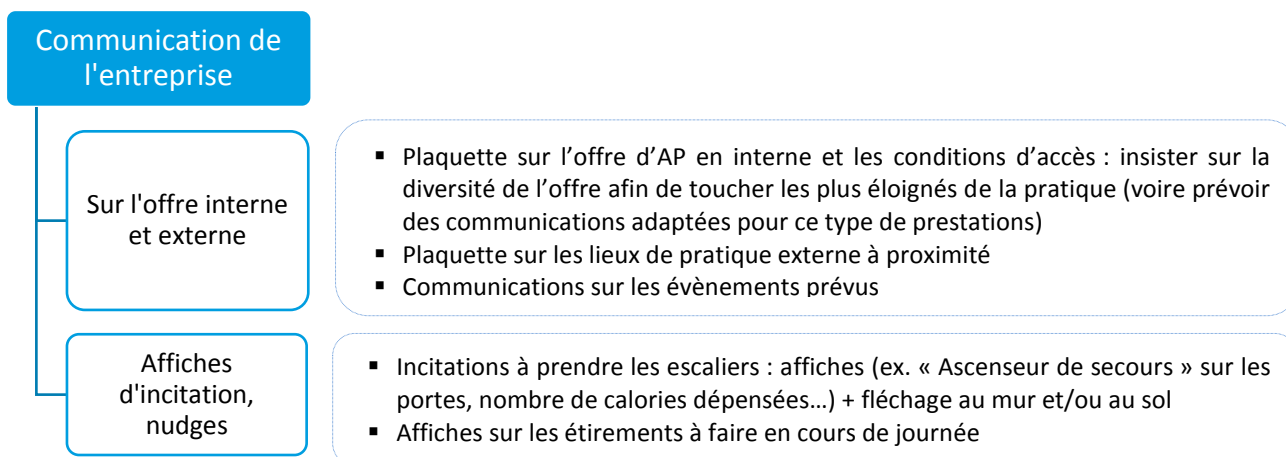 Communication de
l'entreprise
Sur l'offre interne
et externe
▪ Plaquette sur l’offre d’AP en interne et les conditions d’accès : insister sur la
diversité de l’offre afin de toucher les plus éloignés de la pratique (voire prévoir
des communications adaptées pour ce type de prestations)
▪ Plaquette sur les lieux de pratique externe à proximité
▪ Communications sur les évènements prévus
Affiches
d'incitation,
nudges
▪ Incitations à prendre les escaliers : affiches (ex. « Ascenseur de secours » sur les
portes, nombre de calories dépensées…) + fléchage au mur et/ou au sol
▪ Affiches sur les étirements à faire en cours de journée